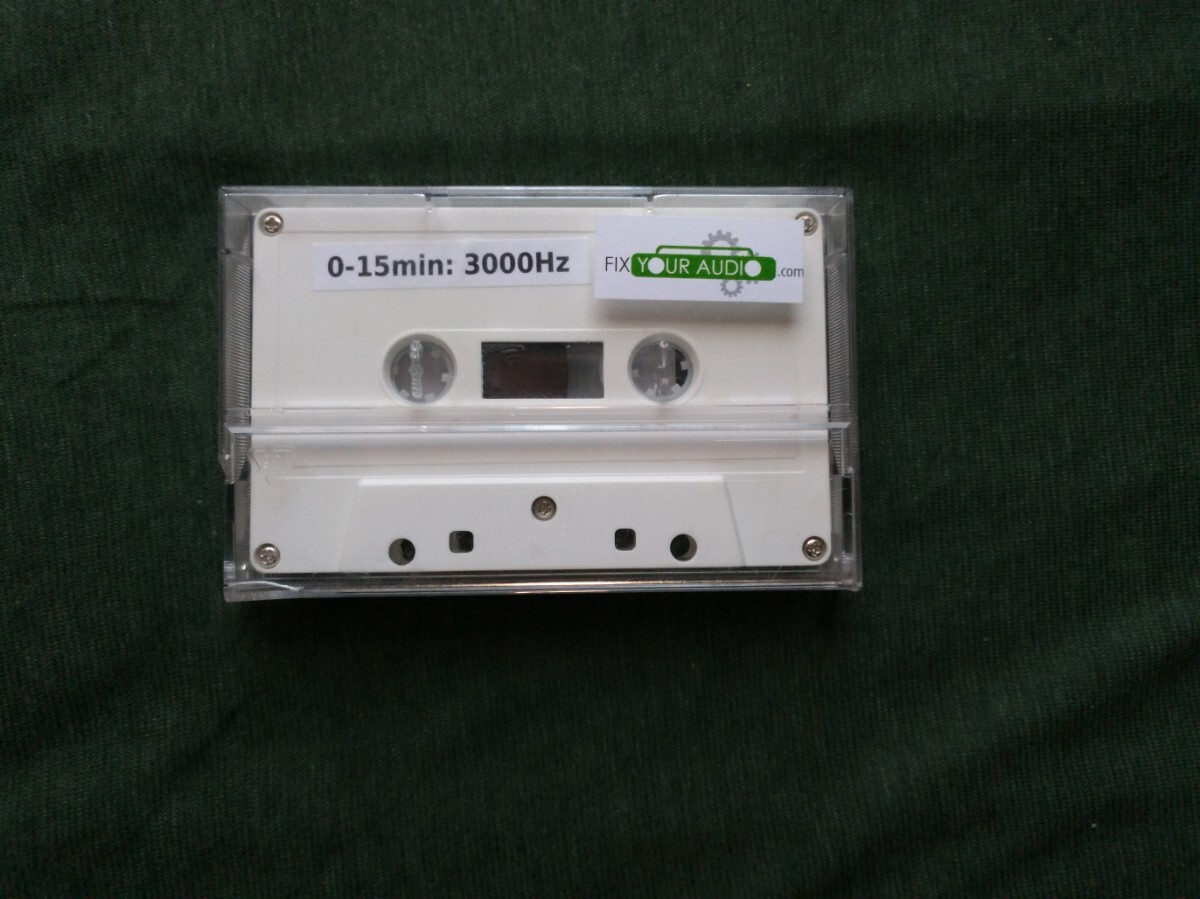 0-15min: 3000Hz
FIX YOUR AUDIO .com